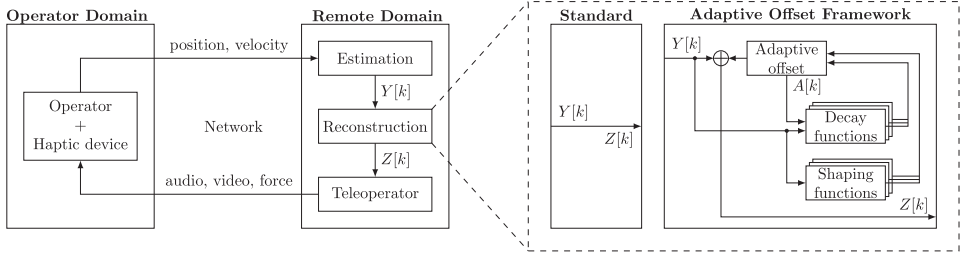 Operator Domain
Operator
+
Haptic device
position, velocity
Network
audio, video, force
Remote Domain
Estimation
Y[k]
Reconstruction
Z[k]
Teleoperator
Standard
Y[k]
Z[k]
Adaptive Offset Framework
Y[k]
Adaptive
offset
A[k]
Decay
functions
Shaping
functions
Z[k]